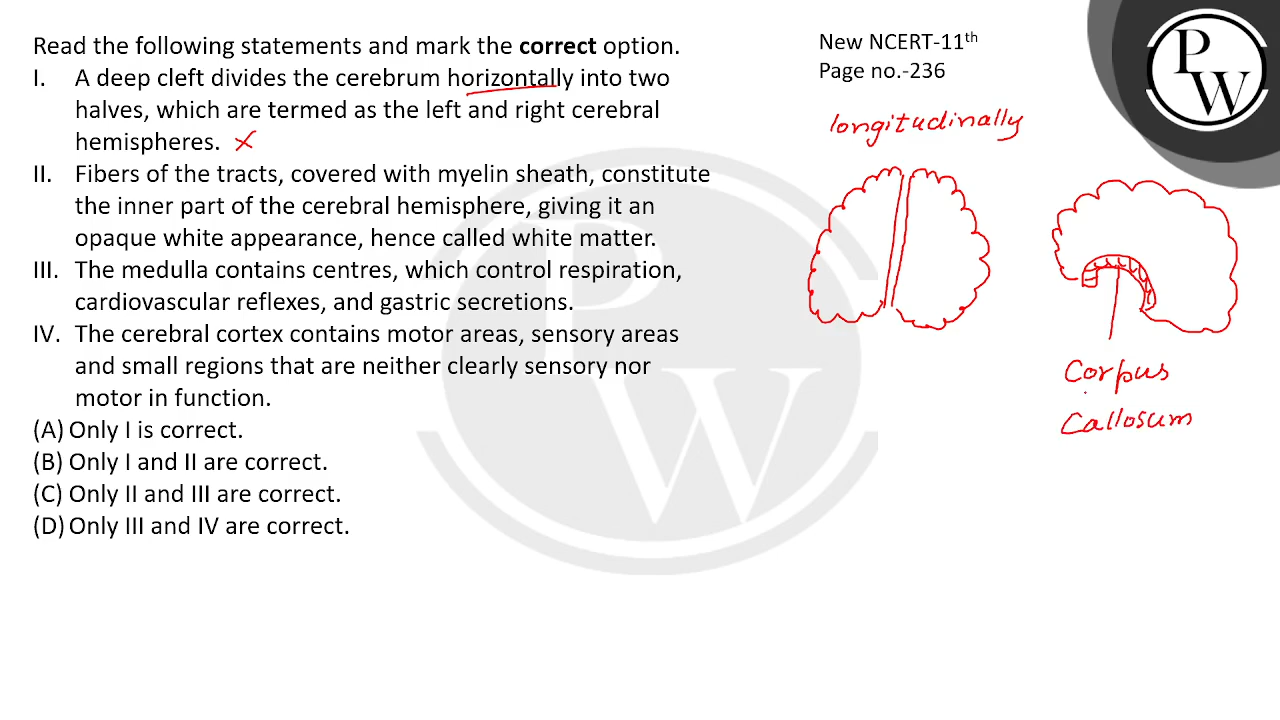 Read the following statements and mark the correct option.
I. A deep cleft divides the cerebrum horizontally into two
halves, which are termed as the left and right cerebral
hemispheres.
II. Fibers of the tracts, covered with myelin sheath, constitute
the inner part of the cerebral hemisphere, giving it an
opaque white appearance, hence called white matter.
III. The medulla contains centres, which control respiration,
cardiovascular reflexes, and gastric secretions.
IV. The cerebral cortex contains motor areas, sensory areas
and small regions that are neither clearly sensory nor
motor in function.
(A) Only I is correct.
(B) Only I and II are correct.
(C) Only II and III are correct.
(D) Only III and IV are correct.
New NCERT-11th
Page no.-236
longitudinally
Corpus
Callosum
PW
PW